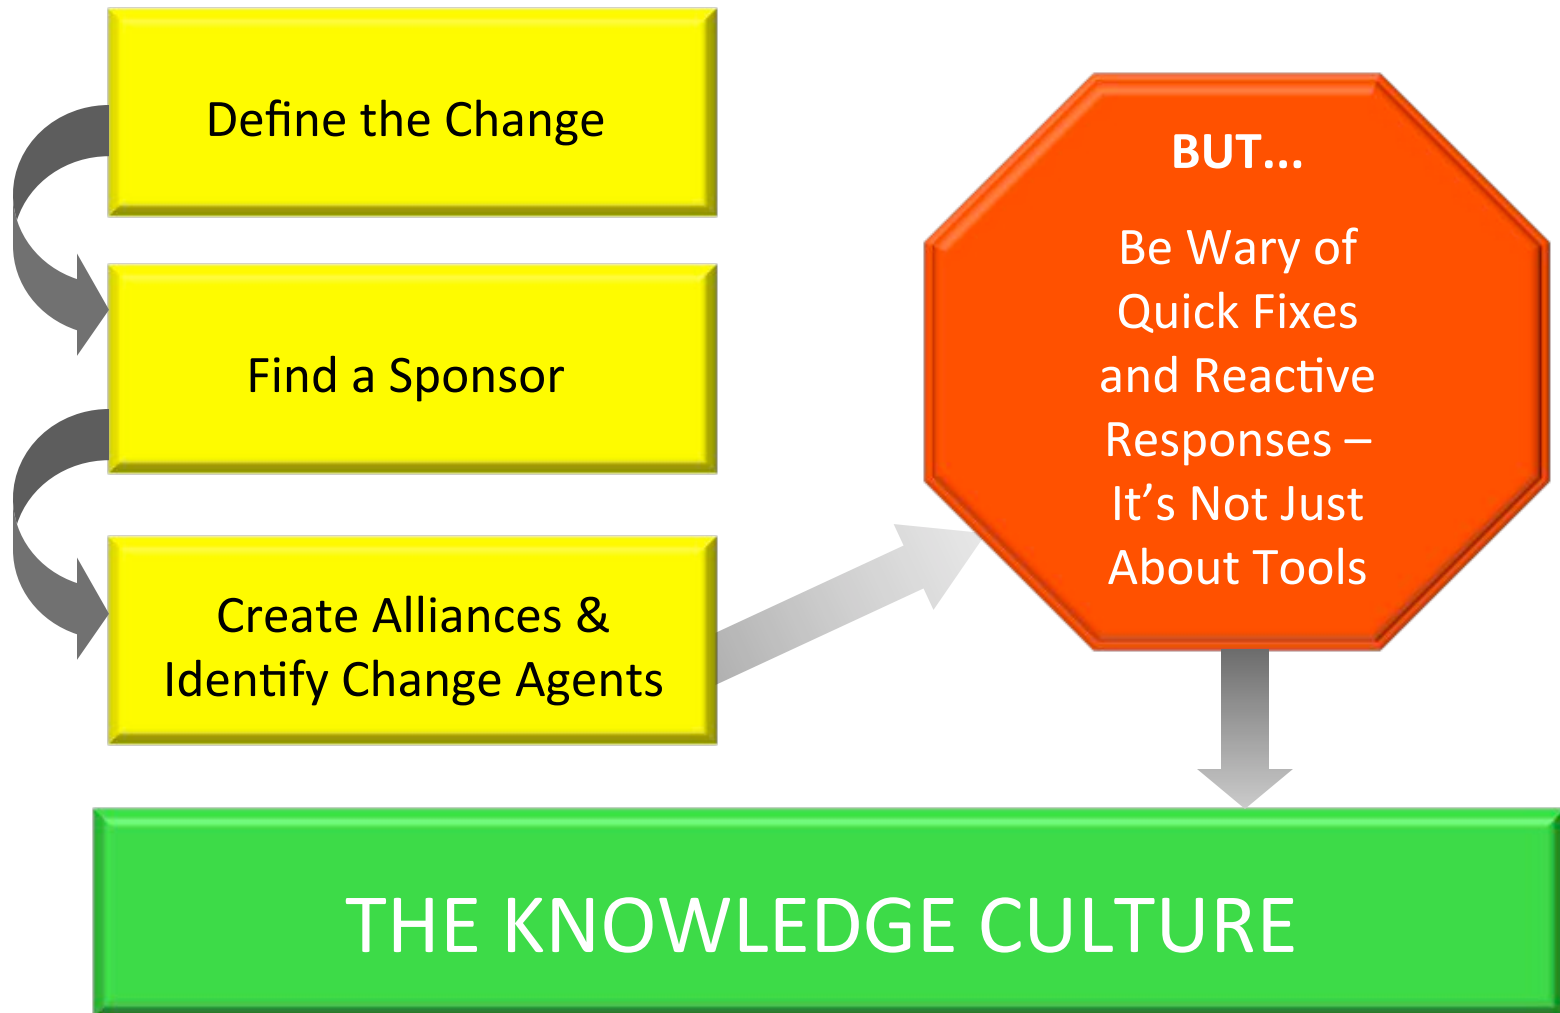 Define the Change
Find a Sponsor
Create Alliances &
Identify Change Agents
BUT...
Be Wary of
Quick Fixes
and Reactive
Responses –
It’s Not Just
About Tools
THE KNOWLEDGE CULTURE